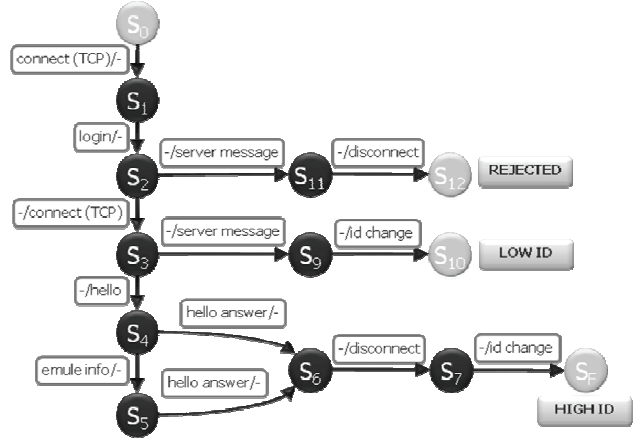 S0
connect (TCP)/-
S1
login/-
-/server message
-/disconnect
S2
S11
S12
REJECTED
-/connect (TCP)
-/server message
-/id change
S3
S9
S10
LOW ID
-/hello
hello answer/-
S4
-/disconnect
-/id change
emule info/-
hello answer/-
S6
S7
SF
S5
HIGH ID